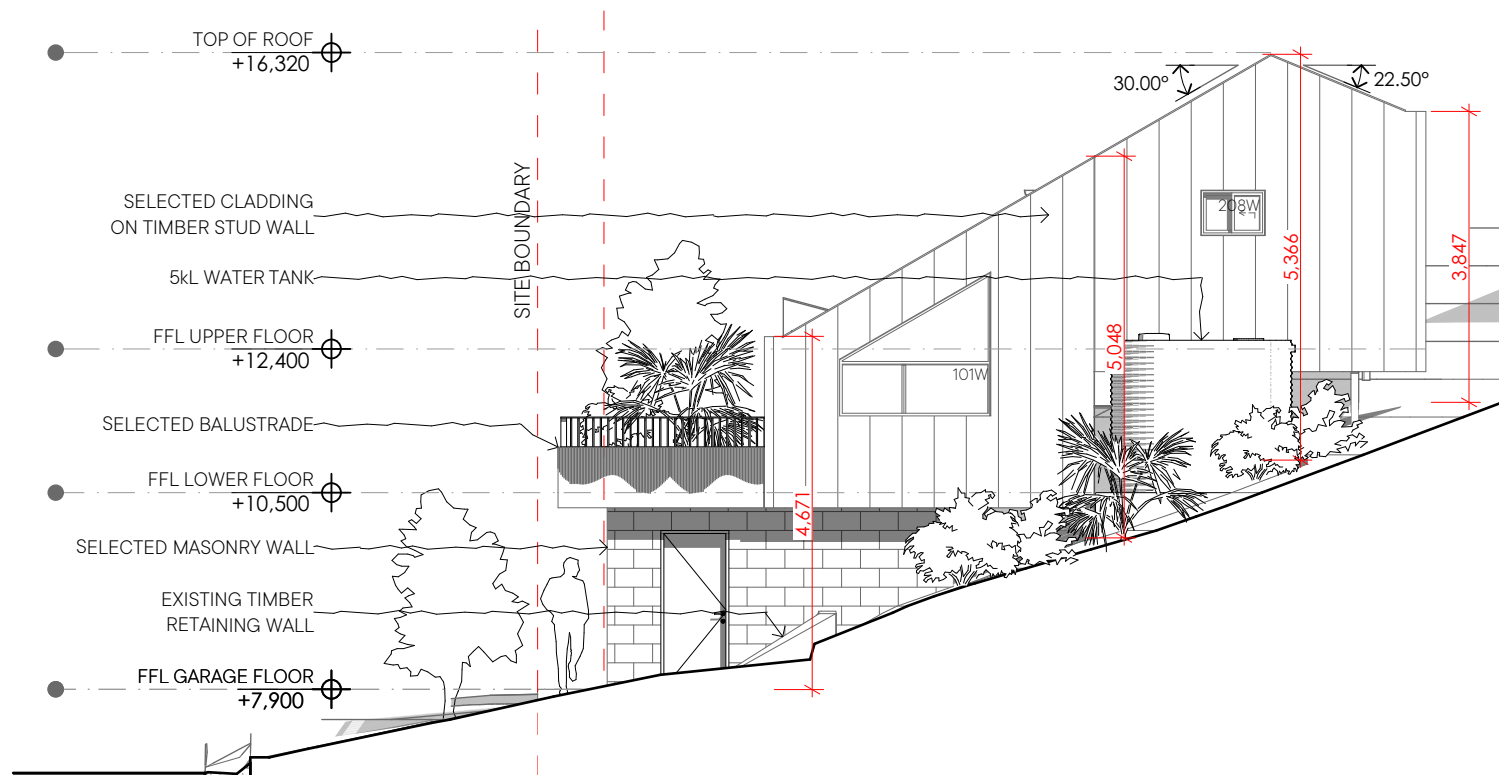 TOP OF ROOF
+16,320
30.00°
22.50°
SELECTED CLADDING
ON TIMBER STUD WALL
SITE BOUNDARY
208W
5,366
3,847
5kL WATER TANK
FFL UPPER FLOOR
+12,400
5,048
101W
SELECTED BALUSTRADE
FFL LOWER FLOOR
+10,500
4,671
SELECTED MASONRY WALL
EXISTING TIMBER
RETAINING WALL
FFL GARAGE FLOOR
+7,900